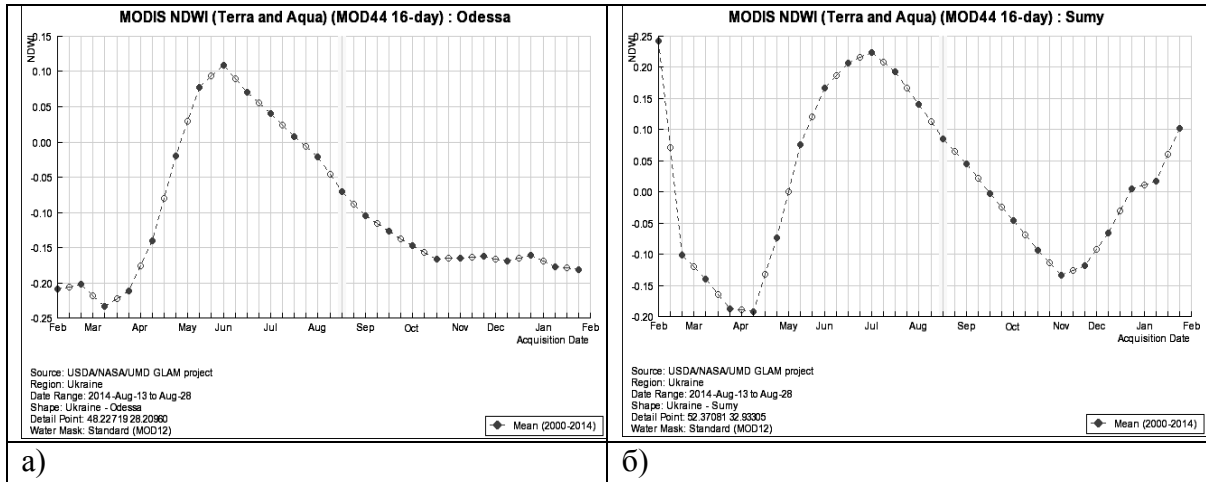 MODIS NDWI (Terra and Aqua) (MOD44 16-day) : Odessa
NDWI
0.15
0.10
0.05
0.00
-0.05
-0.10
-0.15
-0.20
-0.25
Feb Mar Apr May Jun Jul Aug Sep Oct Nov Dec Jan Feb
Acquisition Date
Source: USDA/NASA/UMD GLAM project
Region: Ukraine
Date Range: 2014-Aug-13 to Aug-28
Shape: Ukraine - Odessa
Detail Point: 48.22719 28.20960
Water Mask: Standard (MOD12)
Mean (2000-2014)
а)
MODIS NDWI (Terra and Aqua) (MOD44 16-day) : Sumy
NDWI
0.25
0.20
0.15
0.10
0.05
0.00
-0.05
-0.10
-0.15
-0.20
Feb Mar Apr May Jun Jul Aug Sep Oct Nov Dec Jan Feb
Acquisition Date
Source: USDA/NASA/UMD GLAM project
Region: Ukraine
Date Range: 2014-Aug-13 to Aug-28
Shape: Ukraine - Sumy
Detail Point: 52.37081 32.93305
Water Mask: Standard (MOD12)
Mean (2000-2014)
б)